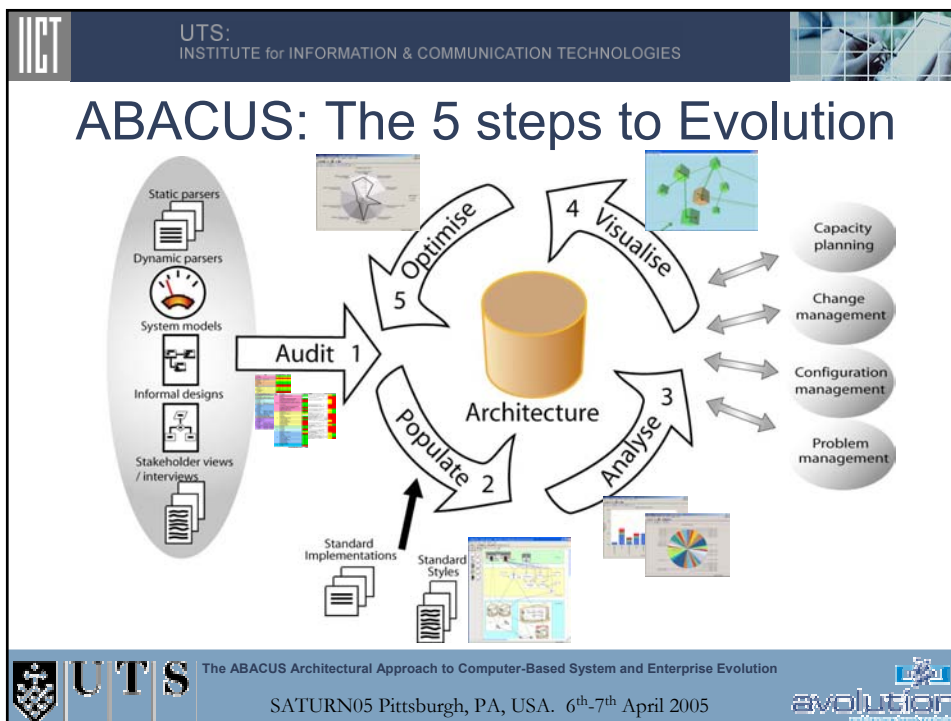 IICT
UTS:
INSTITUTE for INFORMATION & COMMUNICATION TECHNOLOGIES
ABACUS: The 5 steps to Evolution
Static parsers
Dynamic parsers
System models
Informal designs
Stakeholder views
/ interviews
Audit 1
Populate 2
Analyse 3
4 Visualise
Optimise 5
Architecture
Standard
Implementations
Standard
Styles
Capacity
planning
Change
management
Configuration
management
Problem
management
UTS
The ABACUS Architectural Approach to Computer-Based System and Enterprise Evolution
SATURN05 Pittsburgh, PA, USA. 6th-7th April 2005
avolution